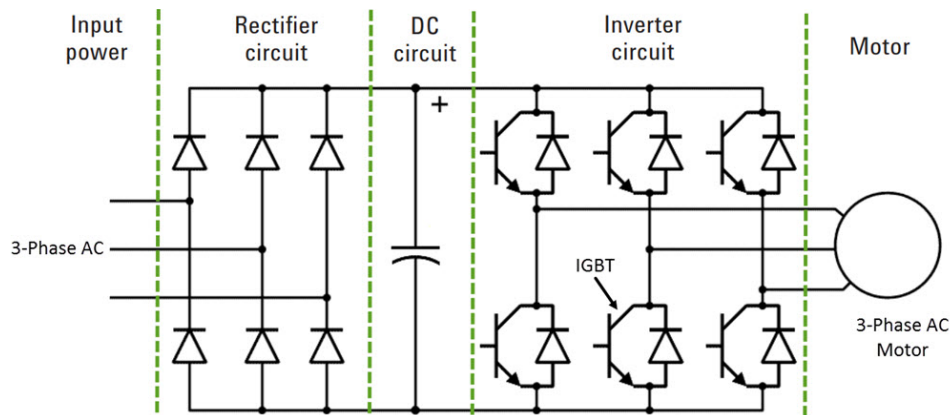 Input
power
Rectifier
circuit
DC
circuit
Inverter
circuit
Motor
+
3-Phase AC
IGBT
3-Phase AC
Motor